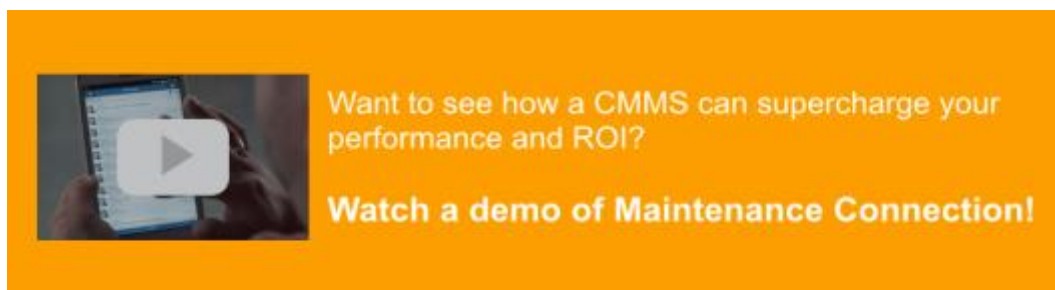 Want to see how a CMMS can supercharge your
performance and ROI?
Watch a demo of Maintenance Connection!